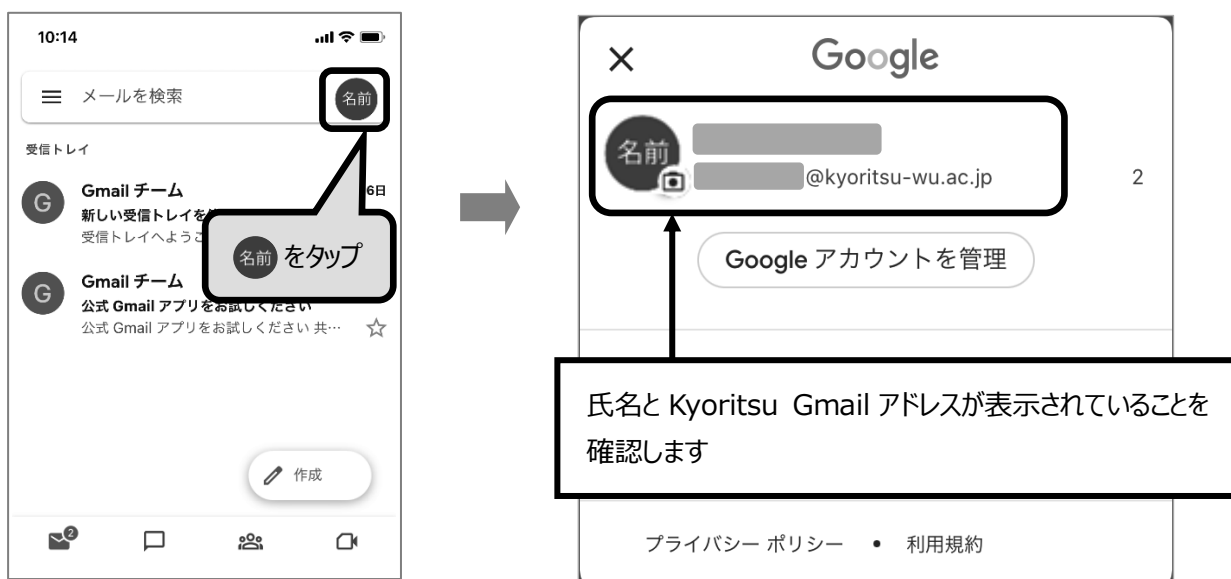 10:14
メールを検索
名前
受信トレイ
G
Gmail チーム
6日
新しい受信トレイを
受信トレイへようこ
名前 をタップ
G
Gmail チーム
公式 Gmail アプリをお試しください
公式 Gmail アプリをお試しください 共…
作成
2
Google
名前
@kyoritsu-wu.ac.jp
2
Google アカウントを管理
氏名と Kyoritsu Gmail アドレスが表示されていることを
確認します
プライバシー ポリシー • 利用規約